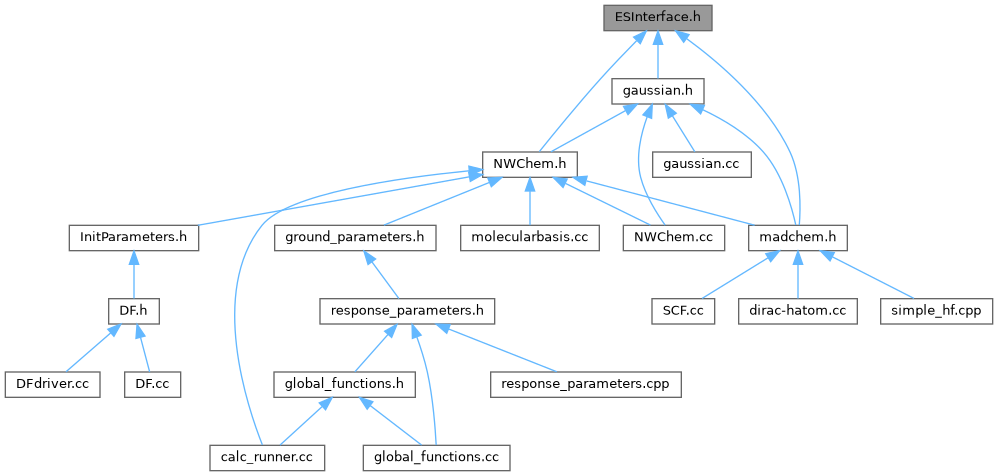 ESInterface.h
gaussian.h
NWChem.h
gaussian.cc
InitParameters.h
ground_parameters.h
molecularbasis.cc
NWChem.cc
madchem.h
DF.h
response_parameters.h
SCF.cc
dirac-hatom.cc
simple_hf.cpp
DFdriver.cc
DF.cc
global_functions.h
response_parameters.cpp
calc_runner.cc
global_functions.cc